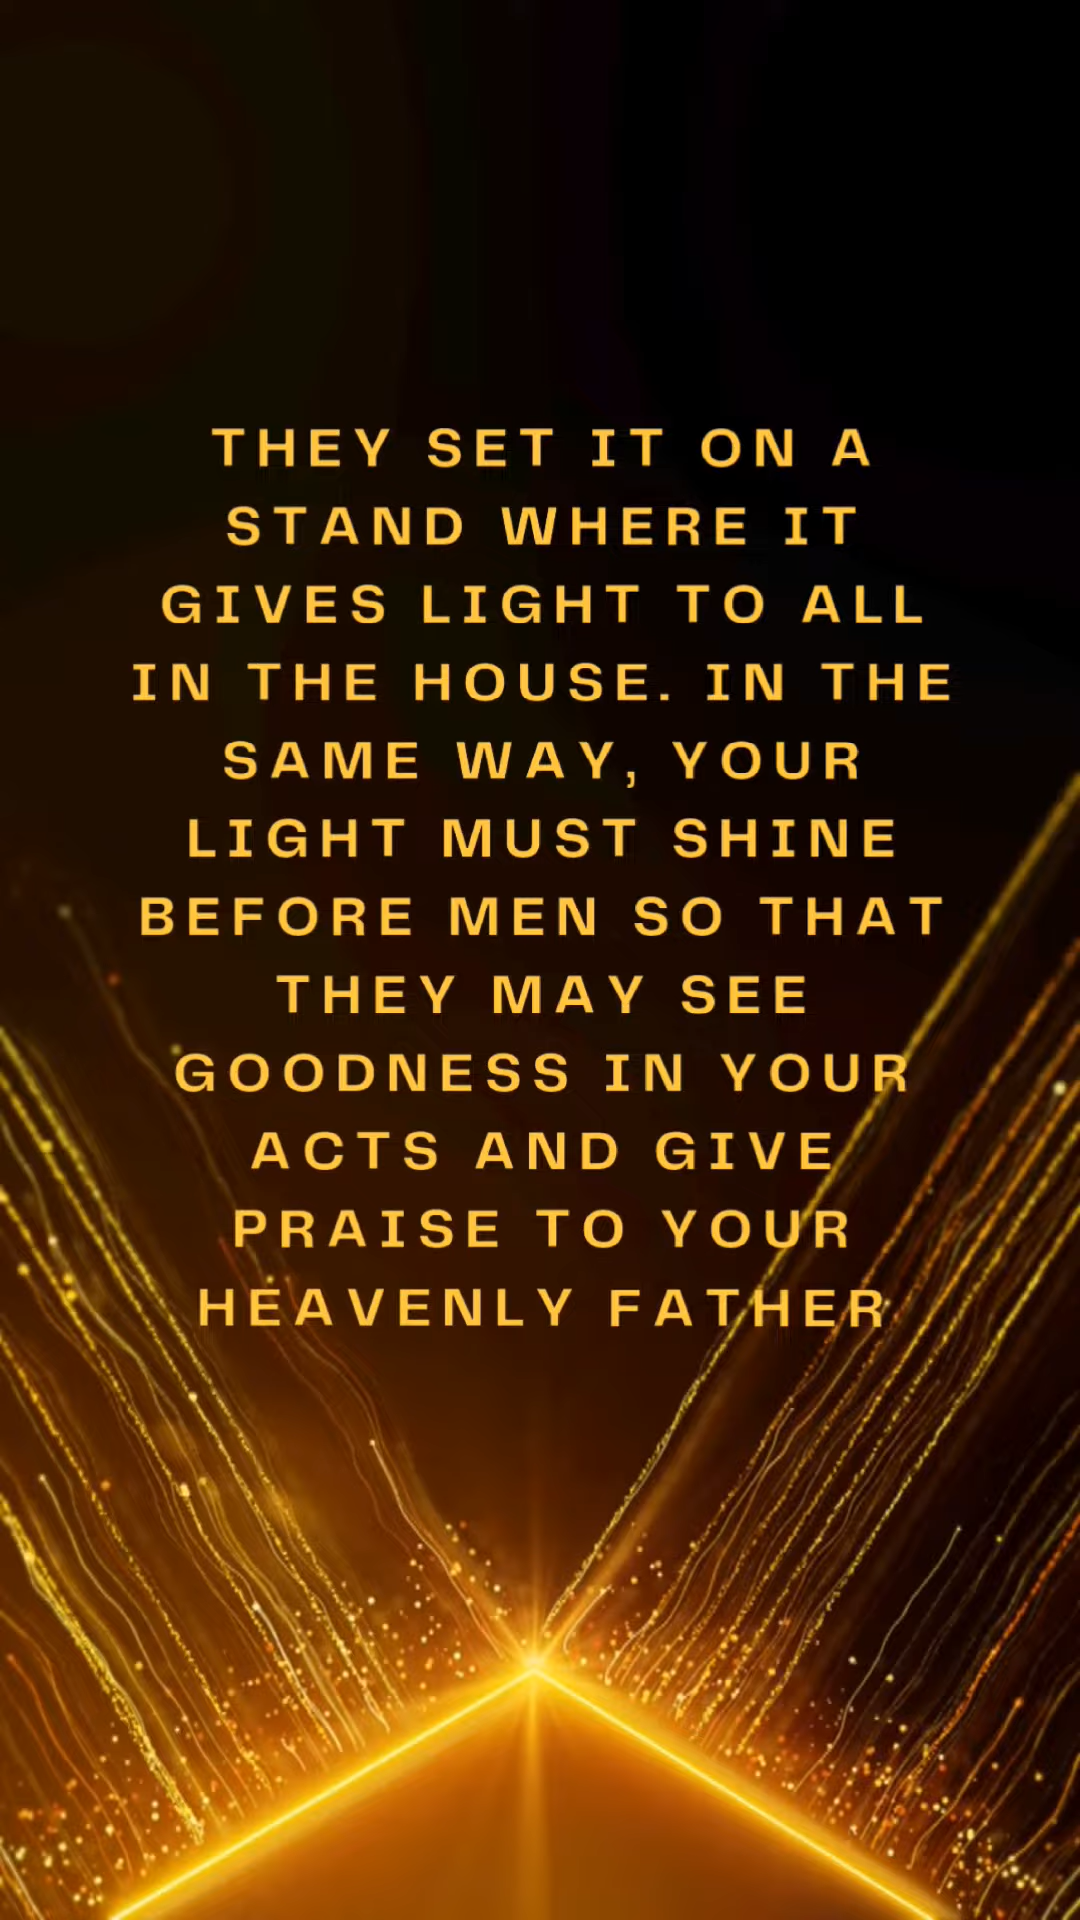 THEY SET IT ON A
STAND WHERE IT
GIVES LIGHT TO ALL
IN THE HOUSE. IN THE
SAME WAY, YOUR
LIGHT MUST SHINE
BEFORE MEN SO THAT
THEY MAY SEE
GOODNESS IN YOUR
ACTS AND GIVE
PRAISE TO YOUR
HEAVENLY FATHER